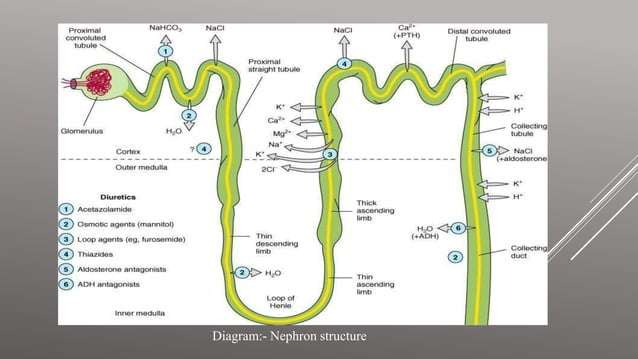 Proximal
convoluted
tubule
NaHCO₃
NaCl
NaCl
Ca²⁺
(+PTH)
Distal convoluted
tubule
1
4
Proximal
straight tubule
2
H₂O
Glomerulus
? 4
K⁺
Ca²⁺
Mg²⁺
Na⁺
K⁺
2Cl⁻
3
K⁺
H⁺
Collecting
tubule
5
NaCl
(+aldosterone
Cortex
Outer medulla
K⁺
H⁺
Diuretics
1 Acetazolamide
2 Osmotic agents (mannitol)
3 Loop agents (eg, furosemide)
4 Thiazides
5 Aldosterone antagonists
6 ADH antagonists
Thin
descending
limb
2
H₂O
Thick
ascending
limb
H₂O
(+ADH)
6
2
Collecting
duct
Thin
ascending
limb
Loop of
Henle
Inner medulla
Diagram:- Nephron structure